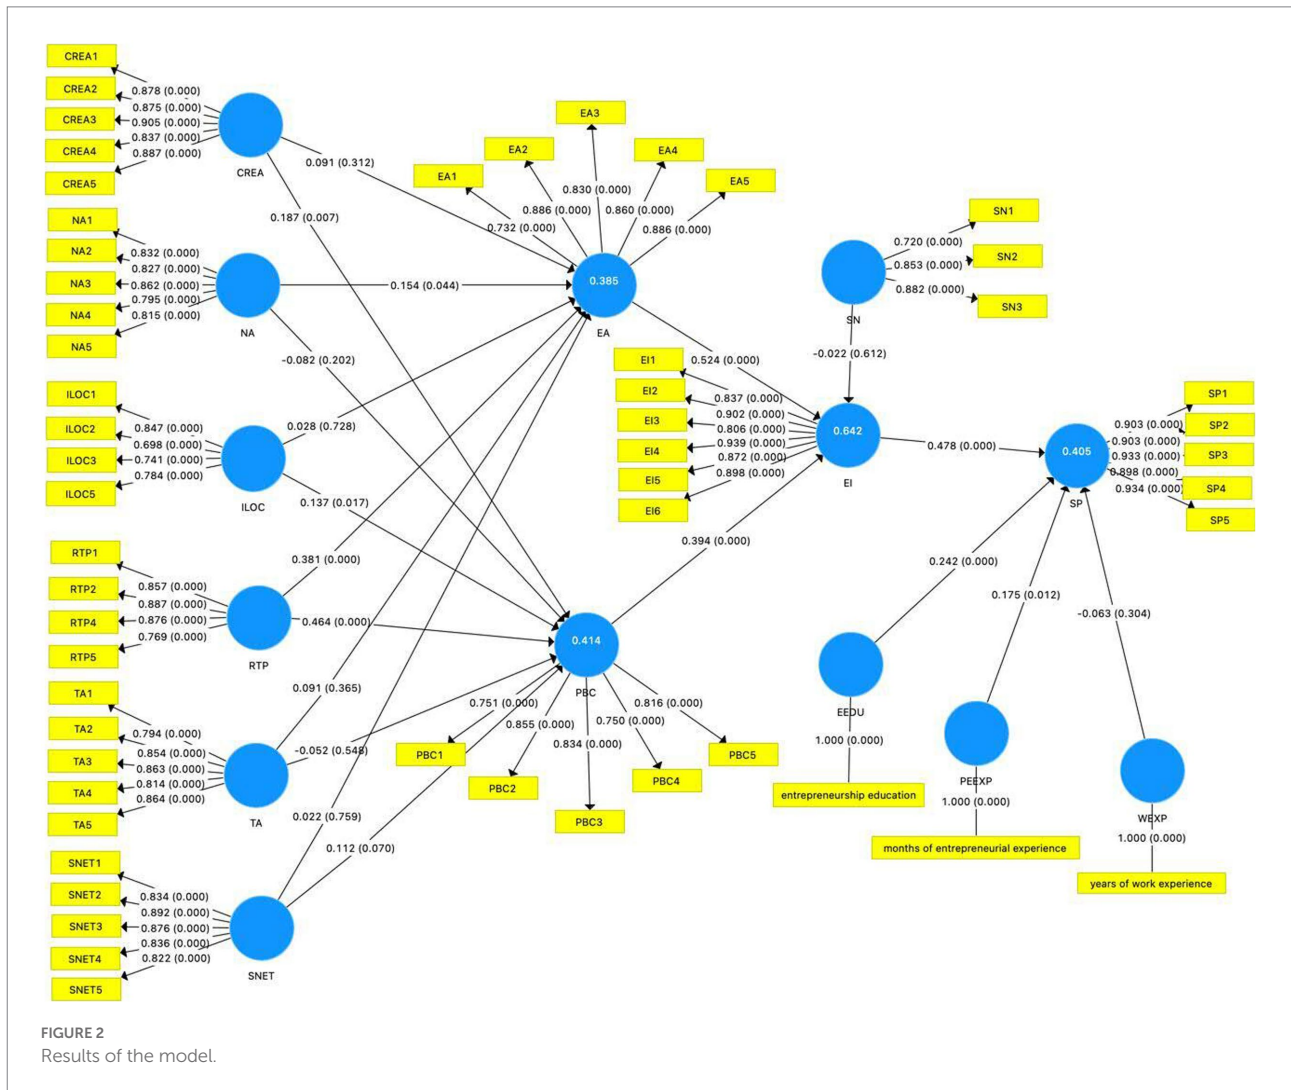 CREA1
CREA2
CREA3
CREA4
CREA5
0.878 (0.000)
0.875 (0.000)
0.905 (0.000)
0.837 (0.000)
0.887 (0.000)
CREA
0.091 (0.312)
0.187 (0.007)
NA1
NA2
NA3
NA4
NA5
0.832 (0.000)
0.827 (0.000)
0.862 (0.000)
0.795 (0.000)
0.815 (0.000)
NA
0.154 (0.044)
-0.082 (0.202)
ILOC1
ILOC2
ILOC3
ILOC5
0.847 (0.000)
0.698 (0.000)
0.741 (0.000)
0.784 (0.000)
ILOC
0.028 (0.728)
0.137 (0.017)
RTP1
RTP2
RTP4
RTP5
0.857 (0.000)
0.887 (0.000)
0.876 (0.000)
0.769 (0.000)
RTP
0.381 (0.000)
0.464 (0.000)
TA1
TA2
TA3
TA4
TA5
0.794 (0.000)
0.854 (0.000)
0.863 (0.000)
0.814 (0.000)
0.864 (0.000)
TA
0.091 (0.365)
-0.052 (0.548)
SNET1
SNET2
SNET3
SNET4
SNET5
0.834 (0.000)
0.892 (0.000)
0.876 (0.000)
0.836 (0.000)
0.822 (0.000)
SNET
0.022 (0.759)
0.112 (0.070)
EA1
EA2
EA3
EA4
EA5
0.732 (0.000)
0.886 (0.000)
0.830 (0.000)
0.860 (0.000)
0.886 (0.000)
0.385
EA
0.524 (0.000)
SN1
SN2
SN3
0.720 (0.000)
0.853 (0.000)
0.882 (0.000)
SN
-0.022 (0.612)
EI1
EI2
EI3
EI4
EI5
EI6
0.837 (0.000)
0.902 (0.000)
0.806 (0.000)
0.939 (0.000)
0.872 (0.000)
0.898 (0.000)
0.642
EI
0.478 (0.000)
0.394 (0.000)
0.414
PBC
0.751 (0.000)
0.855 (0.000)
0.834 (0.000)
0.750 (0.000)
0.816 (0.000)
PBC1
PBC2
PBC3
PBC4
PBC5
0.405
SP
0.903 (0.000)
0.903 (0.000)
0.933 (0.000)
0.898 (0.000)
0.934 (0.000)
SP1
SP2
SP3
SP4
SP5
0.242 (0.000)
0.175 (0.012)
-0.063 (0.304)
EEDU
1.000 (0.000)
entrepreneurship education
PEEXP
1.000 (0.000)
months of entrepreneurial experience
WEXP
1.000 (0.000)
years of work experience
FIGURE 2
Results of the model.